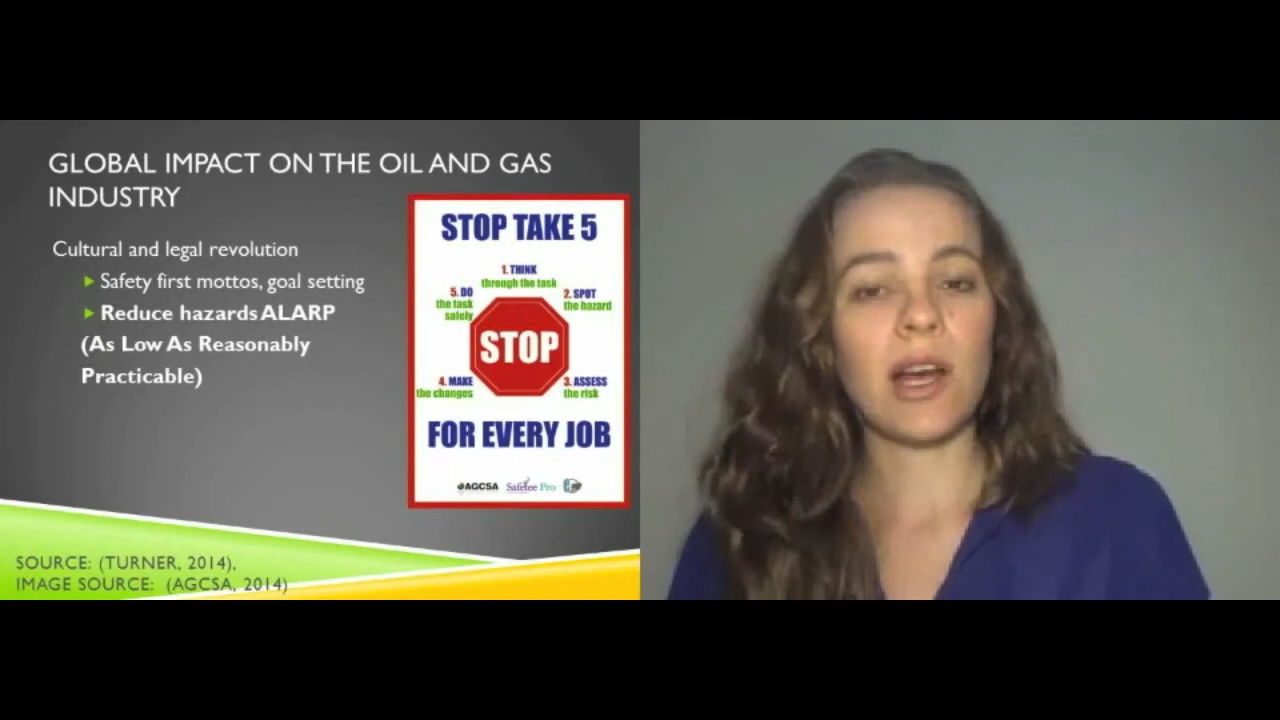 GLOBAL IMPACT ON THE OIL AND GAS
INDUSTRY
Cultural and legal revolution
Safety first mottos, goal setting
Reduce hazards ALARP
(As Low As Reasonably
Practicable)
STOP TAKE 5
1. THINK
through the task
2. SPOT
the hazard
3. ASSESS
the risk
4. MAKE
the changes
5. DO
the task
safely
STOP
FOR EVERY JOB
AGCSA Safetee Pro
SOURCE: (TURNER, 2014),
IMAGE SOURCE: (AGCSA, 2014)